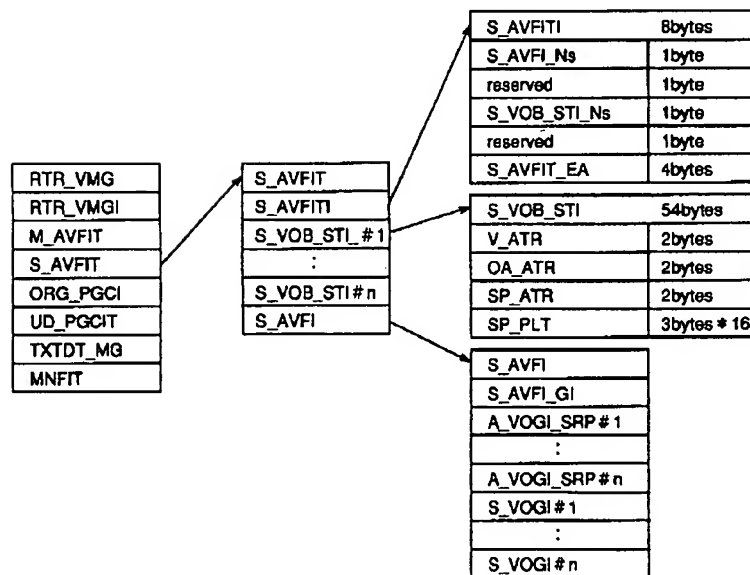 RTR_VMG
RTR_VMGI
M_AVFIT
S_AVFIT
ORG_PGCI
UD_PGCIT
TXTDT_MG
MNFIT
S_AVFIT
S_AVFITI
S_VOB_STI_#1
:
S_VOB_STI#n
S_AVFI
S_AVFITI 8bytes
S_AVFI_Ns 1byte
reserved 1byte
S_VOB_STI_Ns 1byte
reserved 1byte
S_AVFIT_EA 4bytes
S_VOB_STI 54bytes
V_ATR 2bytes
OA_ATR 2bytes
SP_ATR 2bytes
SP_PLT 3bytes*16
S_AVFI
S_AVFI_GI
A_VOGI_SRP#1
:
A_VOGI_SRP#n
S_VOGI#1
:
S_VOGI#n